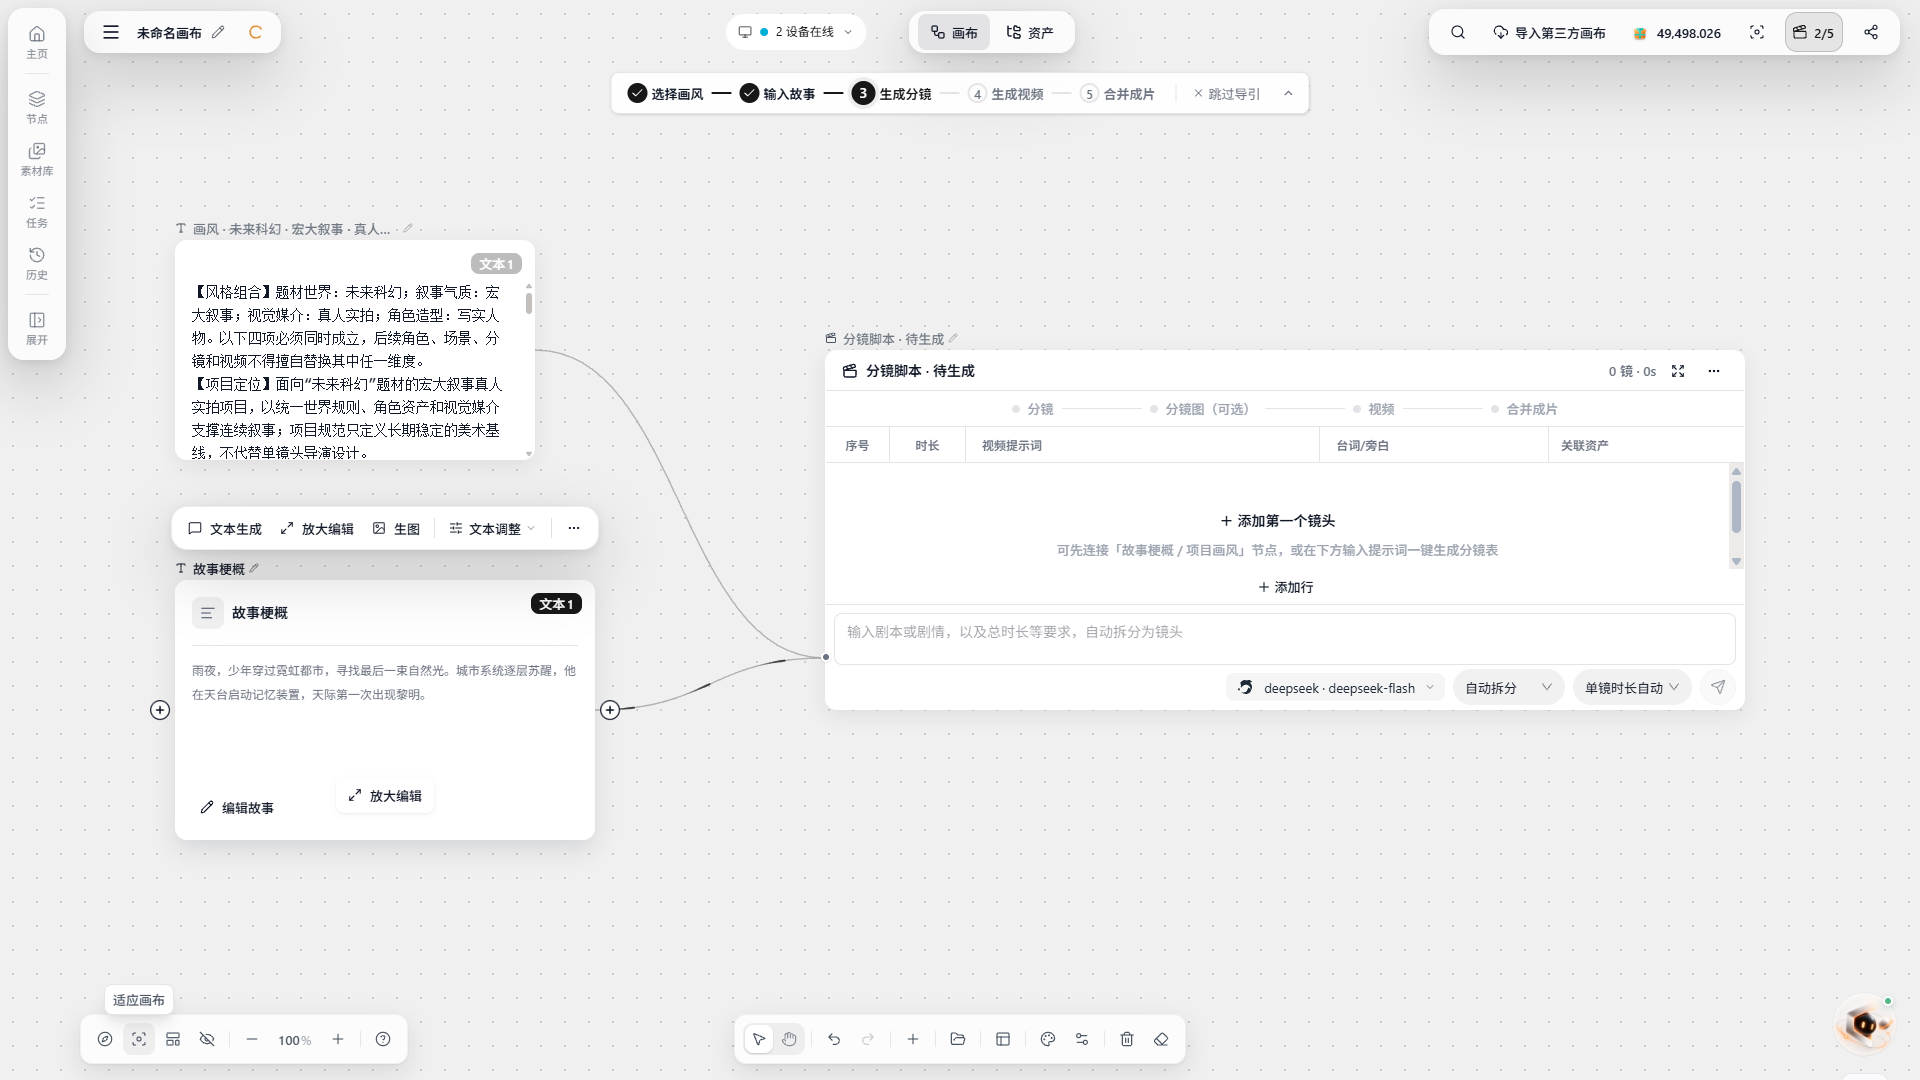 主页
节点
素材库
任务
历史
展开
未命名画布
2 设备在线
画布
资产
导入第三方画布
49,498.026
2/5
选择画风
输入故事
3 生成分镜
4 生成视频
5 合并成片
跳过导引
画风 · 未来科幻 · 宏大叙事 · 真人...
文本 1
【风格组合】题材世界：未来科幻；叙事气质：宏
大叙事；视觉媒介：真人实拍；角色造型：写实人
物。以下四项必须同时成立，后续角色、场景、分
镜和视频不得擅自替换其中任一维度。
【项目定位】面向“未来科幻”题材的宏大叙事真人
实拍项目，以统一世界规则、角色资产和视觉媒介
支撑连续叙事；项目规范只定义长期稳定的美术基
线，不代替单镜头导演设计。
文本生成
放大编辑
生图
文本调整
故事梗概
文本 1
故事梗概
雨夜，少年穿过霓虹都市，寻找最后一束自然光。城市系统逐层苏醒，他
在天台启动记忆装置，天际第一次出现黎明。
编辑故事
放大编辑
分镜脚本 · 待生成
分镜脚本 · 待生成
0 镜 · 0s
分镜
分镜图（可选）
视频
合并成片
序号
时长
视频提示词
台词/旁白
关联资产
添加第一个镜头
可先连接「故事梗概 / 项目画风」节点，或在下方输入提示词一键生成分镜表
添加行
输入剧本或剧情，以及总时长等要求，自动拆分为镜头
deepseek · deepseek-flash
自动拆分
单镜时长自动
适应画布
100%